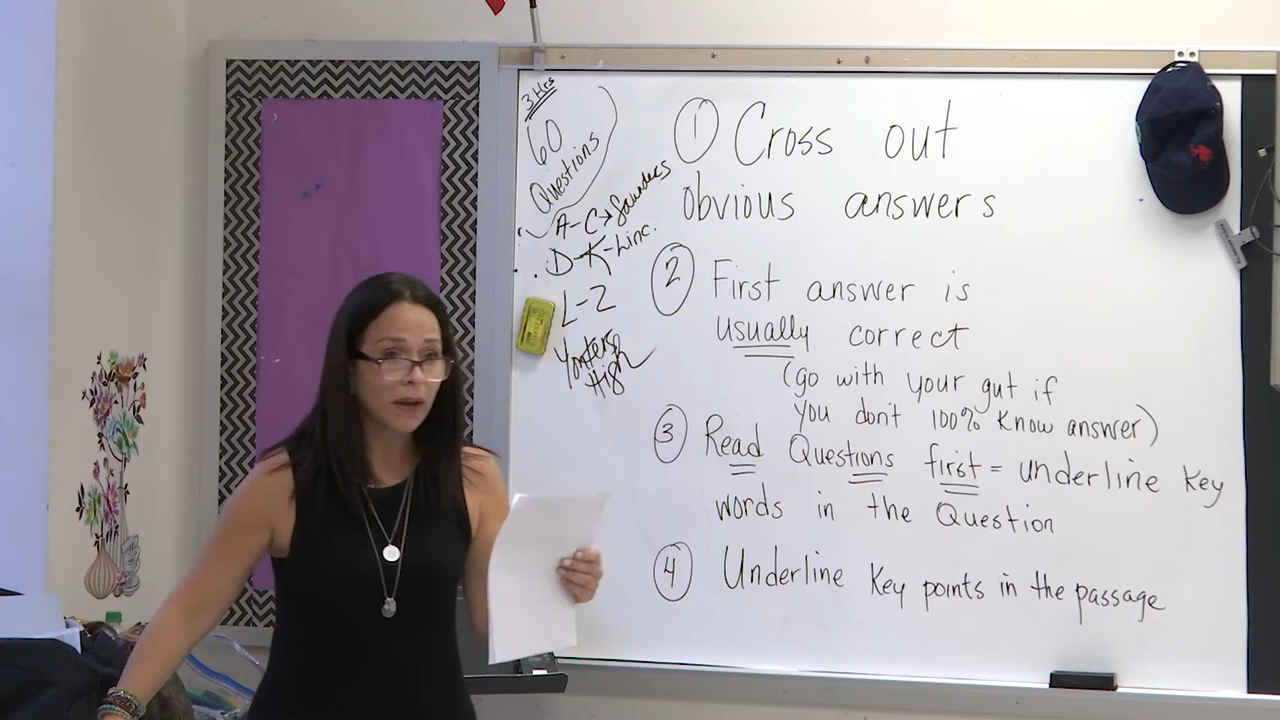 3 Hrs
60
Questions
A-C→Saunders
D-K-Linc.
L-Z
Yonkers
High
① Cross out
obvious answers
② First answer is
usually correct
(go with your gut if
you don't 100% know answer)
③ Read Questions first = underline key
words in the Question
④ Underline key points in the passage